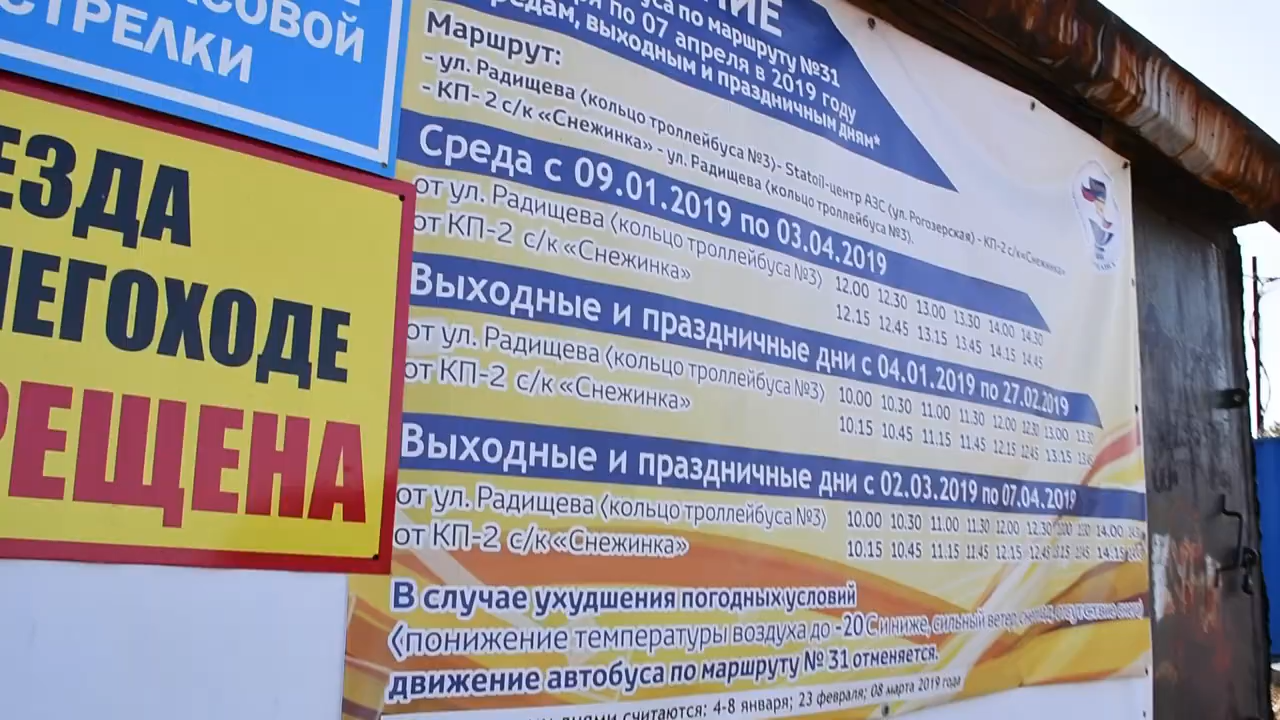 СОВОЙ
СТРЕЛКИ
ЕЗДА
НЕГОХОДЕ
РЕЩЕНА
по маршруту №31
по 07 апреля в 2019 году
выходным и праздничным дням*
Маршрут:
- ул. Радищева (кольцо троллейбуса №3)- Statoil-центр АЗС (ул. Рогозерская) - КП-2 с/к«Снежинка»
- КП- 2 с/к «Снежинка» - ул. Радищева (кольцо троллейбуса №3).
Среда с 09.01.2019 по 03.04.2019
от ул. Радищева (кольцо троллейбуса №3) 12.00 12.30 13.00 13.30 14.00 14.30
от КП-2 с/к «Снежинка» 12.15 12.45 13.15 13.45 14.15 14.45
Выходные и праздничные дни с 04.01.2019 по 27.02.2019
от ул. Радищева (кольцо троллейбуса №3) 10.00 10.30 11.00 11.30 12.00 12.30 13.00 13.30
от КП-2 с/к «Снежинка» 10.15 10.45 11.15 11.45 12.15 12.45 13.15 13.45
Выходные и праздничные дни с 02.03.2019 по 07.04.2019
от ул. Радищева (кольцо троллейбуса №3) 10.00 10.30 11.00 11.30 12.00 12.30 14.00
от КП-2 с/к «Снежинка» 10.15 10.45 11.15 11.45 12.15 12.45 14.15
В случае ухудшения погодных условий
(понижение температуры воздуха до -20 С и ниже, сильный ветер,
движение автобуса по маршруту № 31 отменяется.
днями считаются: 4-8 января; 23 февраля; 08 марта 2019 года